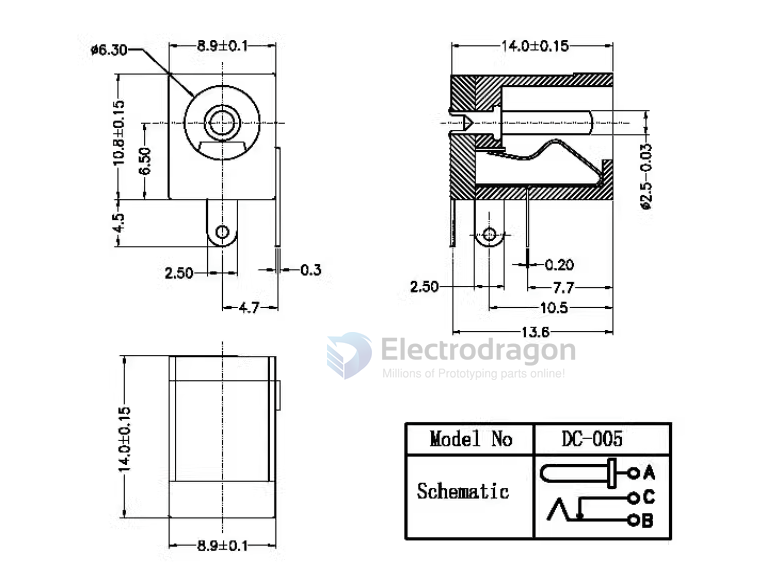 8.9±0.1
ø6.30
10.8±0.15
6.50
4.5
2.50
0.3
4.7
14.0±0.15
ø2.5-0.03
2.50
0.20
7.7
10.5
13.6
Electrodragon
Millions of Prototyping parts online!
14.0±0.15
8.9±0.1
Model No DC-005
Schematic
A
C
B